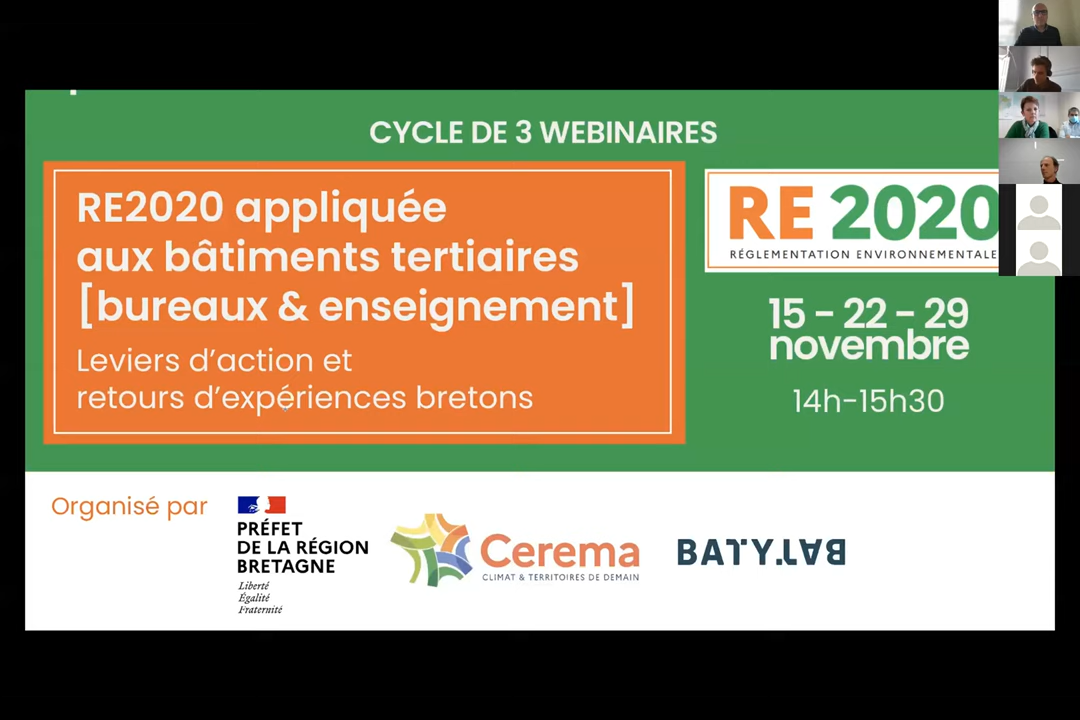 CYCLE DE 3 WEBINAIRES
RE2020 appliquée
aux bâtiments tertiaires
[bureaux & enseignement]
Leviers d'action et
retours d'expériences bretons
RE 2020
RÉGLEMENTATION ENVIRONNEMENTALE
15 - 22 - 29
novembre
14h-15h30
Organisé par
PRÉFET
DE LA RÉGION
BRETAGNE
Liberté
Égalité
Fraternité
Cerema
CLIMAT & TERRITOIRES DE DEMAIN
BATYLAB